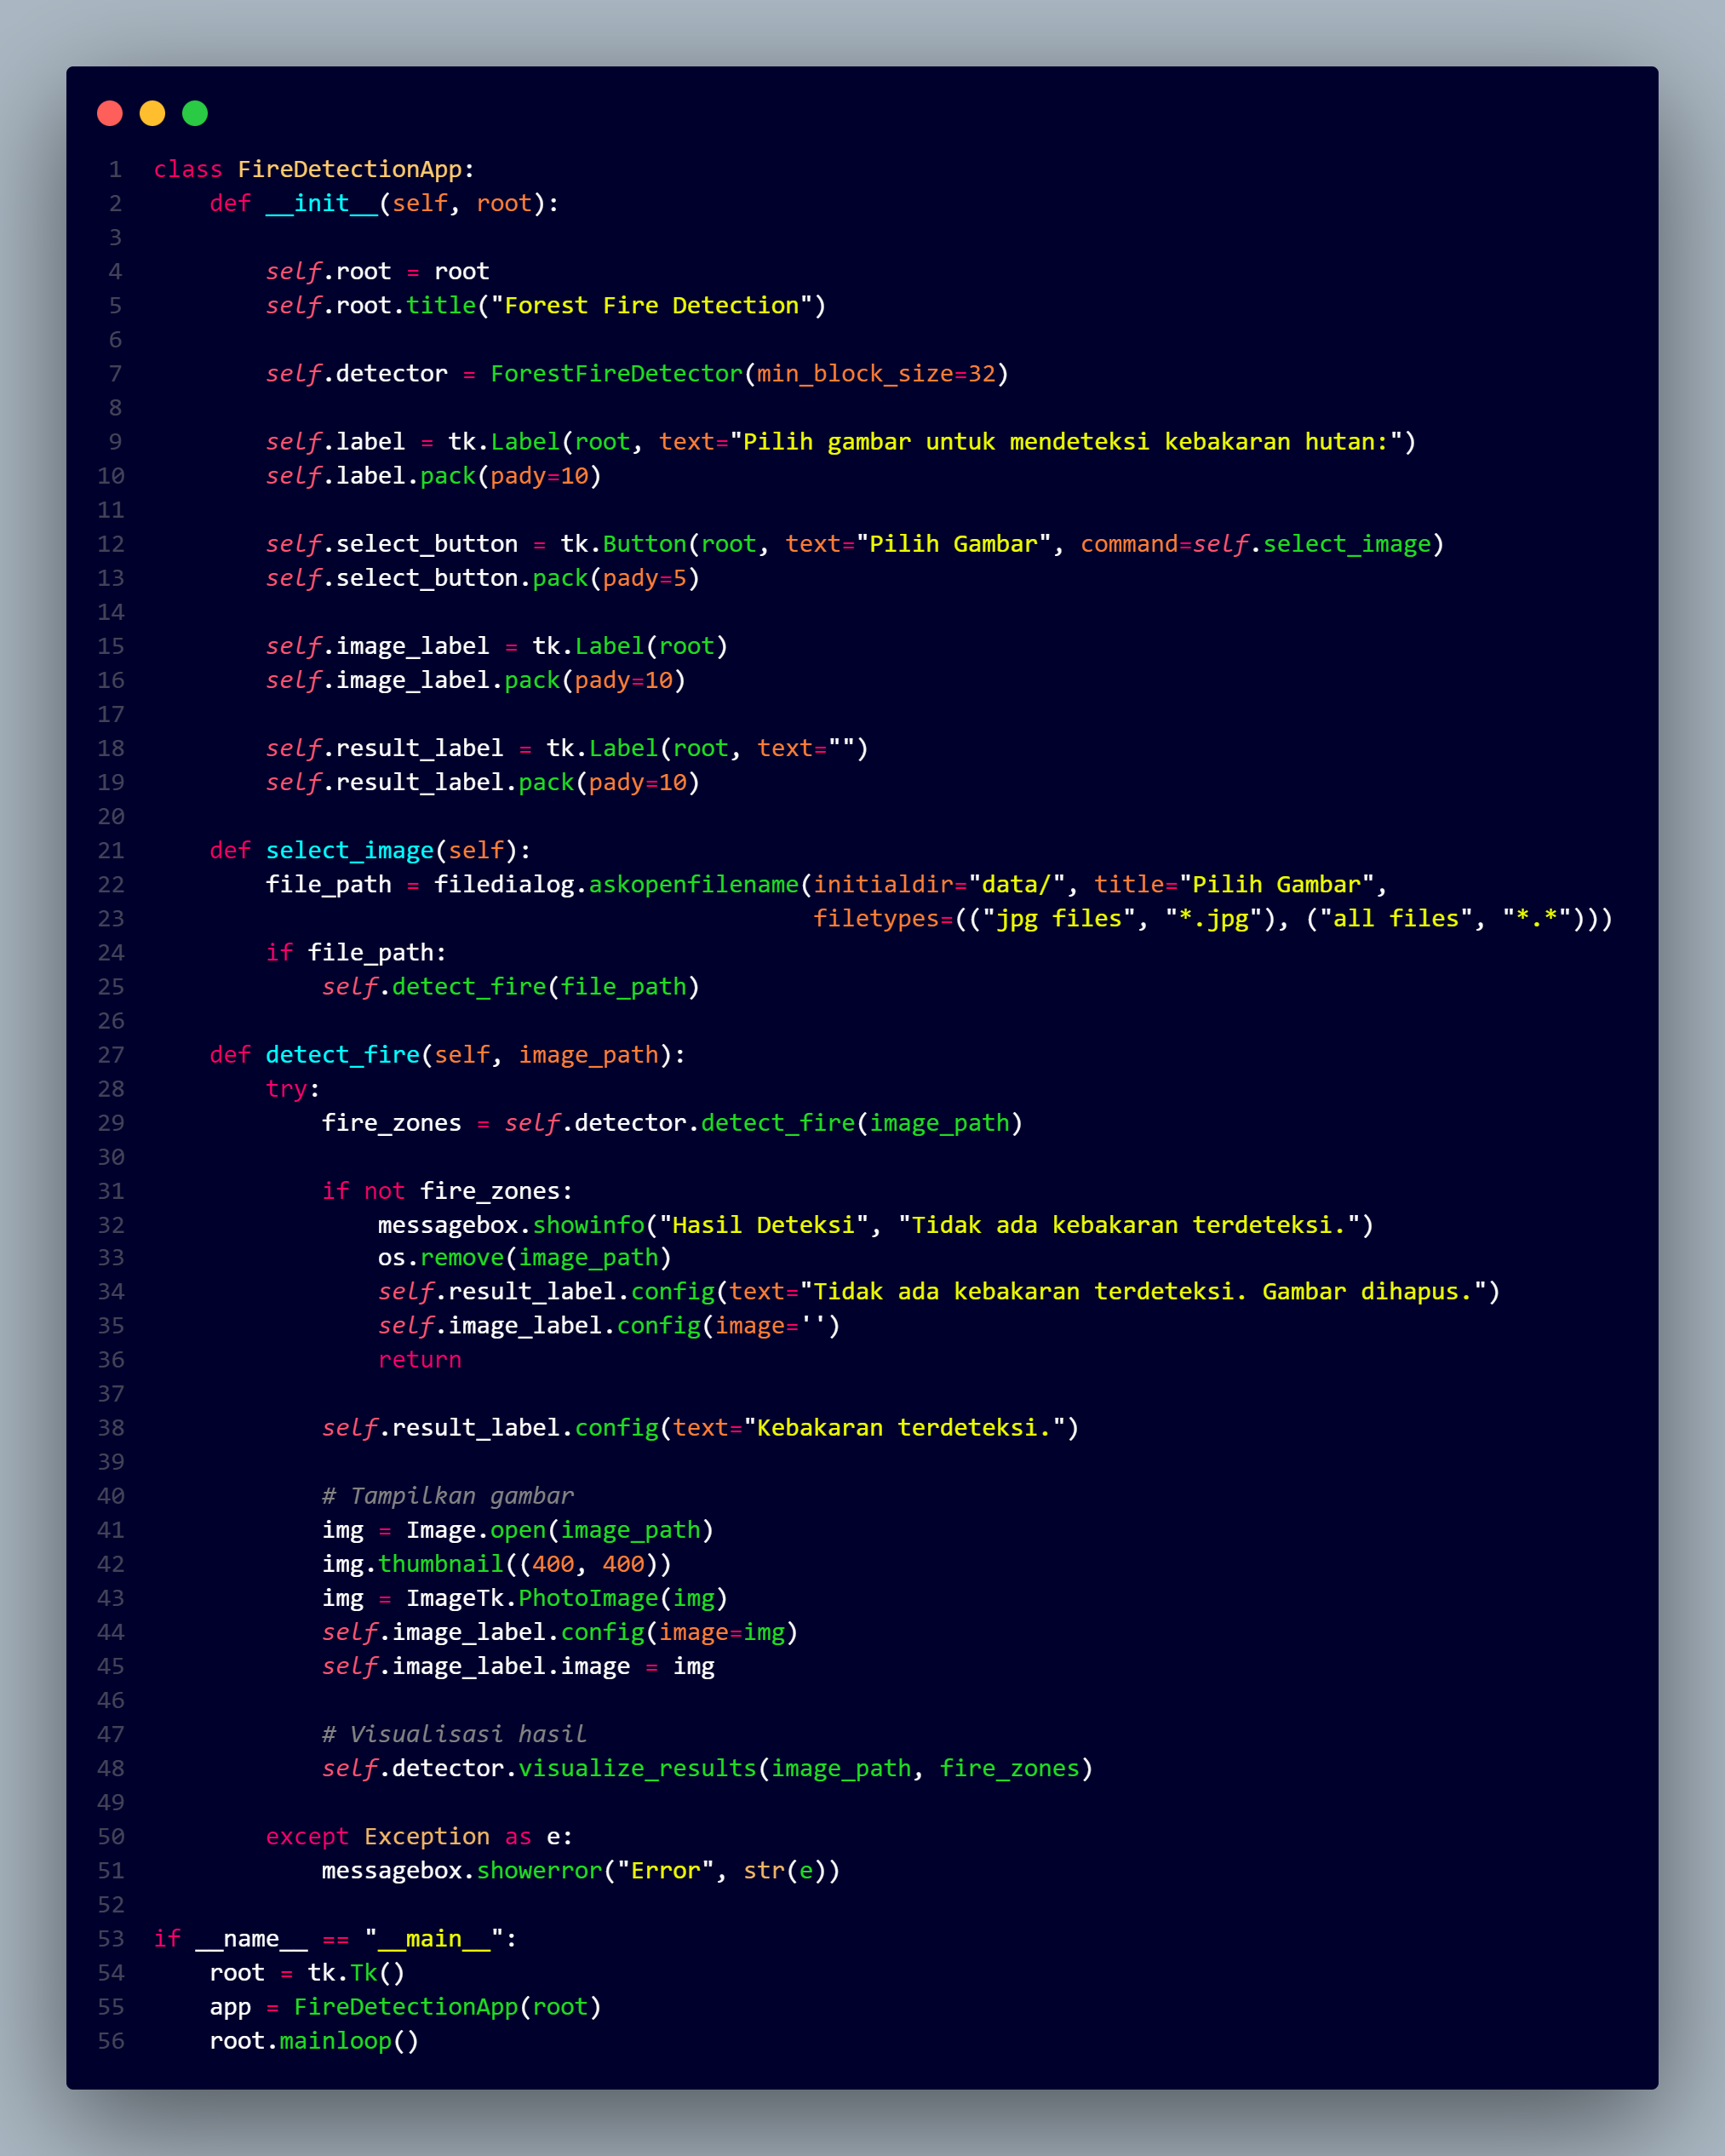 1 class FireDetectionApp:
2     def __init__(self, root):
3
4         self.root = root
5         self.root.title("Forest Fire Detection")
6
7         self.detector = ForestFireDetector(min_block_size=32)
8
9         self.label = tk.Label(root, text="Pilih gambar untuk mendeteksi kebakaran hutan:")
10         self.label.pack(pady=10)
11
12         self.select_button = tk.Button(root, text="Pilih Gambar", command=self.select_image)
13         self.select_button.pack(pady=5)
14
15         self.image_label = tk.Label(root)
16         self.image_label.pack(pady=10)
17
18         self.result_label = tk.Label(root, text="")
19         self.result_label.pack(pady=10)
20
21     def select_image(self):
22         file_path = filedialog.askopenfilename(initialdir="data/", title="Pilih Gambar",
23                                                filetypes=(("jpg files", "*.jpg"), ("all files", "*.*")))
24         if file_path:
25             self.detect_fire(file_path)
26
27     def detect_fire(self, image_path):
28         try:
29             fire_zones = self.detector.detect_fire(image_path)
30
31             if not fire_zones:
32                 messagebox.showinfo("Hasil Deteksi", "Tidak ada kebakaran terdeteksi.")
33                 os.remove(image_path)
34                 self.result_label.config(text="Tidak ada kebakaran terdeteksi. Gambar dihapus.")
35                 self.image_label.config(image='')
36                 return
37
38             self.result_label.config(text="Kebakaran terdeteksi.")
39
40             # Tampilkan gambar
41             img = Image.open(image_path)
42             img.thumbnail((400, 400))
43             img = ImageTk.PhotoImage(img)
44             self.image_label.config(image=img)
45             self.image_label.image = img
46
47             # Visualisasi hasil
48             self.detector.visualize_results(image_path, fire_zones)
49
50         except Exception as e:
51             messagebox.showerror("Error", str(e))
52
53 if __name__ == "__main__":
54     root = tk.Tk()
55     app = FireDetectionApp(root)
56     root.mainloop()